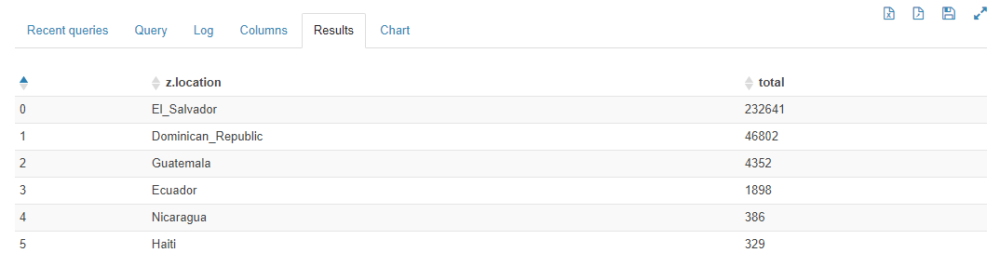 Recent queries Query Log Columns Results Chart
z.location total
0 El_Salvador 232641
1 Dominican_Republic 46802
2 Guatemala 4352
3 Ecuador 1898
4 Nicaragua 386
5 Haiti 329